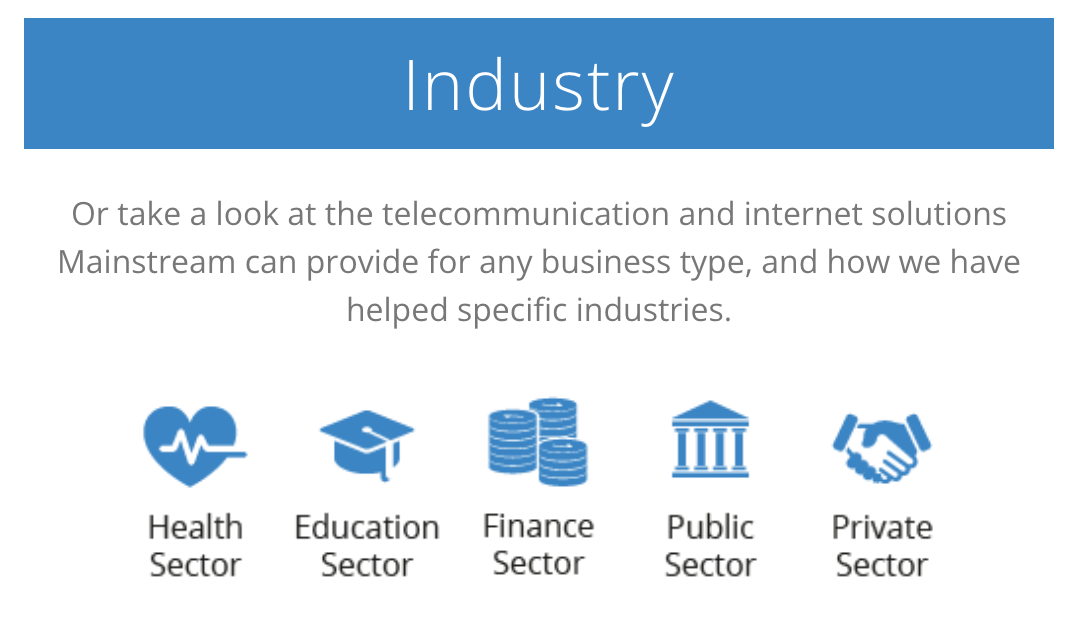 Industry
Or take a look at the telecommunication and internet solutions
Mainstream can provide for any business type, and how we have
helped specific industries.
Health
Sector
Education
Sector
Finance
Sector
Public
Sector
Private
Sector